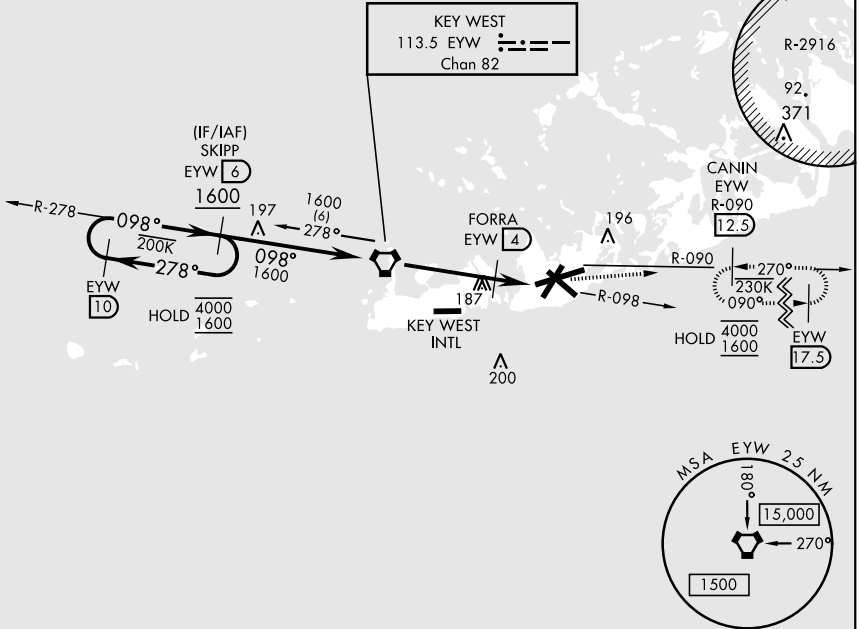 KEY WEST
113.5 EYW
Chan 82
R-2916
92
371
(IF/IAF)
SKIPP
EYW 6
1600
197
1600
(6)
278°
R-278
098°
200K
278°
098°
1600
EYW
10
HOLD 4000
1600
FORRA
EYW 4
187
KEY WEST
INTL
200
196
CANIN
EYW
R-090
12.5
R-090
R-098
270°
230K
090°
HOLD 4000
1600
EYW
17.5
MSA EYW 25 NM
180°
15,000
270°
1500